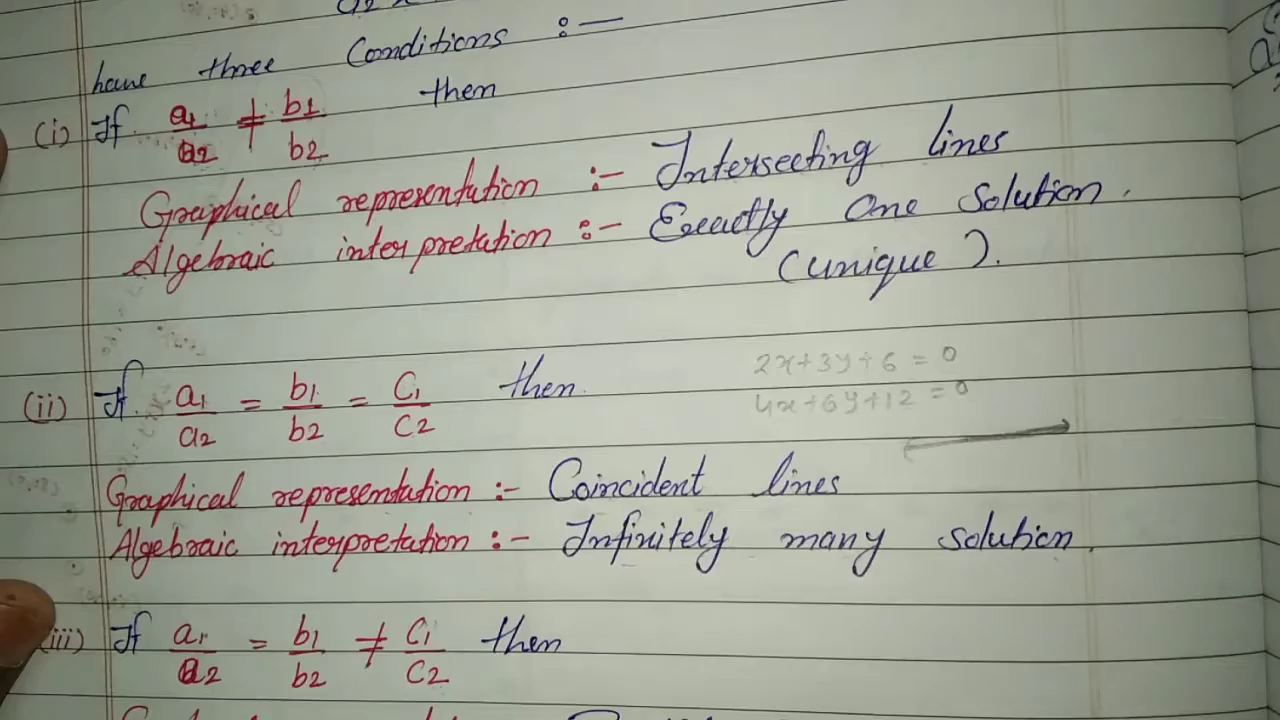 have three Conditions :—
(i) If a1/a2 ≠ b1/b2 then
Graphical representation :- Intersecting lines
Algebraic interpretation :- Exactly One Solution.
(unique).
(ii) If a1/a2 = b1/b2 = C1/C2 then
2x+3y+6 = 0
4x+6y+12 = 0
Graphical representation :- Coincident lines
Algebraic interpretation :- Infinitely many solution.
(iii) If a1/a2 = b1/b2 ≠ C1/C2 then